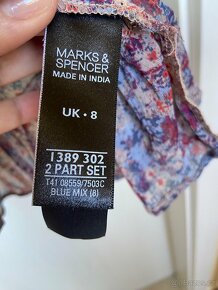 MARKS &
SPENCER
MADE IN INDIA
UK • 8
1389 302
2 PART SET
T41 08559/7503C
BLUE MIX (8)